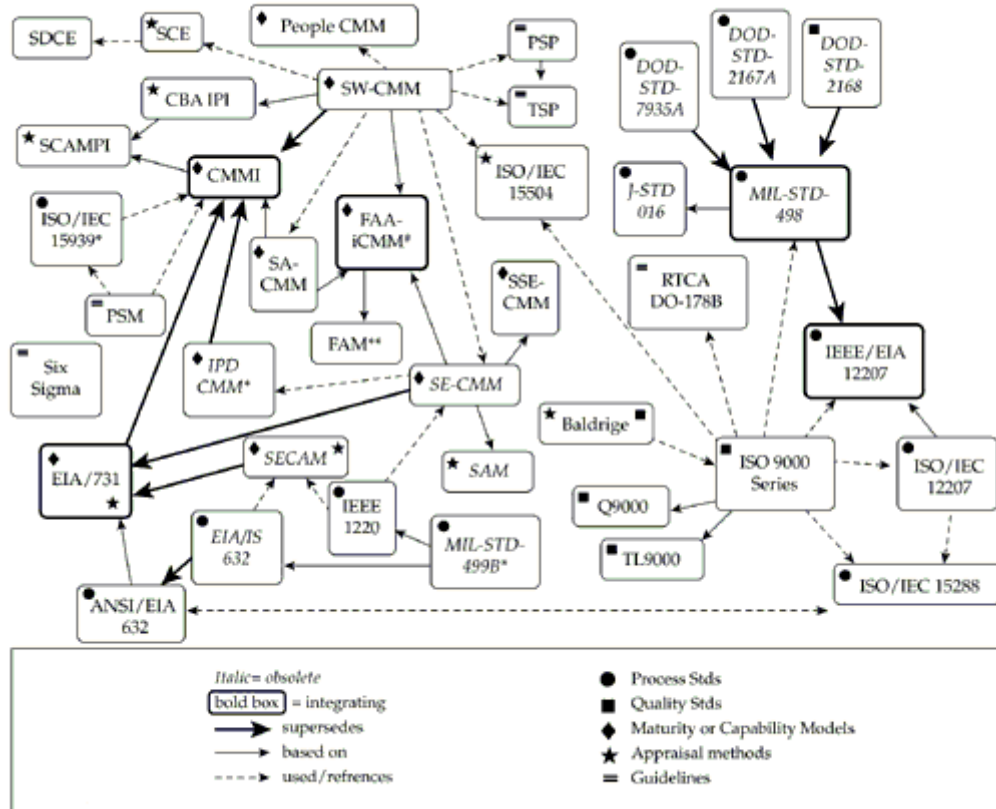 SDCE
SCE
People CMM
PSP
TSP
SW-CMM
CBA IPI
SCAMPI
CMMI
ISO/IEC
15504
ISO/IEC
15939*
PSM
Six
Sigma
SA-
CMM
FAA-
iCMM*
FAM**
SSE-
CMM
IPD
CMM*
SE-CMM
EIA/731
SECAM
SAM
IEEE
1220
EIA/IS
632
MIL-STD-
499B*
ANSI/EIA
632
DOD-
STD-
7935A
DOD-
STD-
2167A
DOD-
STD-
2168
J-STD
016
MIL-STD-
498
RTCA
DO-178B
IEEE/EIA
12207
Baldrige
ISO 9000
Series
ISO/IEC
12207
Q9000
TL9000
ISO/IEC 15288
Italic= obsolete
bold box = integrating
supersedes
based on
used/refrences
Process Stds
Quality Stds
Maturity or Capability Models
Appraisal methods
Guidelines